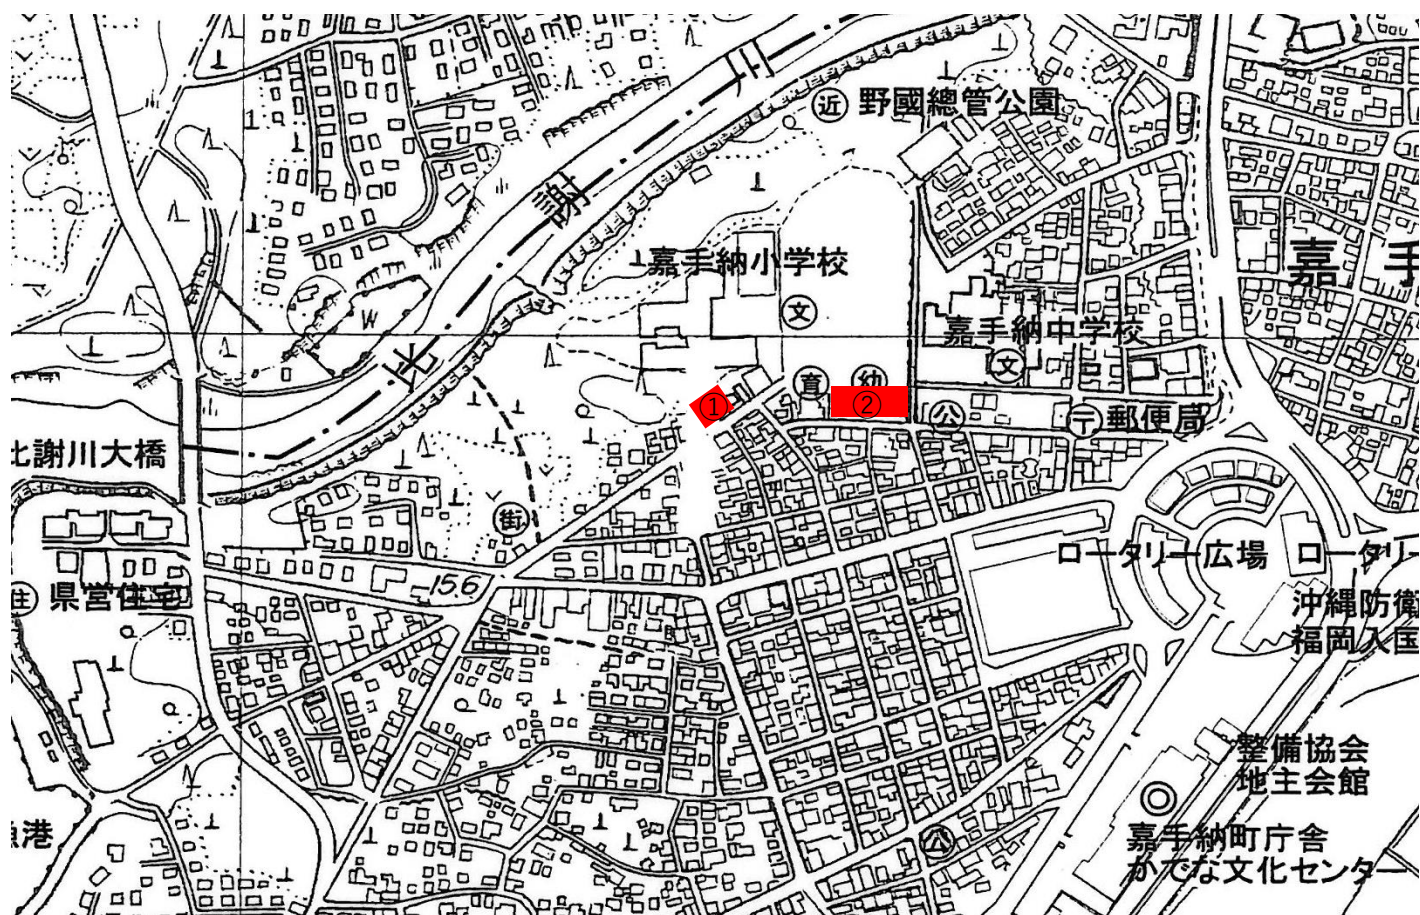 川
近 野國總管公園
謝
嘉手納小学校
嘉手
文
嘉手納中学校
文
比
育
幼
①
②
公
〒郵便局
比謝川大橋
街
ロータリー広場
ロータリー
15.6
住 県営住宅
沖縄防衛
福岡入国
整備協会
地主会館
公
嘉手納町庁舎
かでな文化センター
漁港